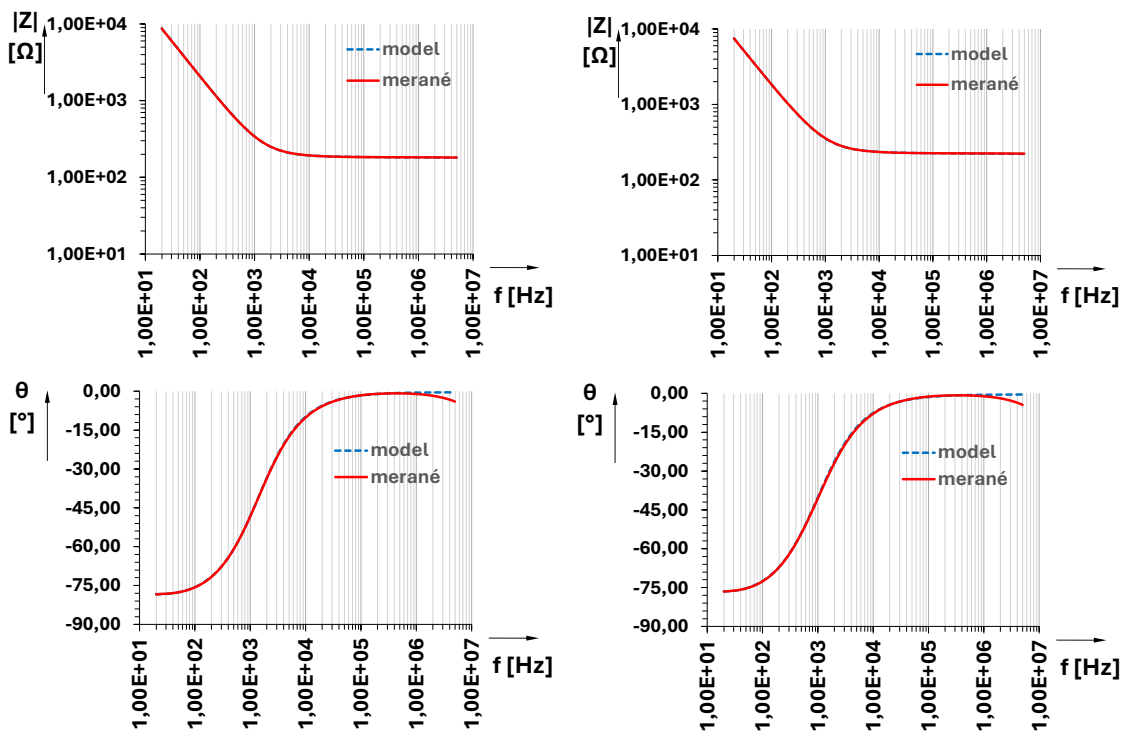 |Z|
[Ω]
1,00E+04
1,00E+03
1,00E+02
1,00E+01
model
merané
1,00E+01
1,00E+02
1,00E+03
1,00E+04
1,00E+05
1,00E+06
1,00E+07
f [Hz]
|Z|
[Ω]
1,00E+04
1,00E+03
1,00E+02
1,00E+01
model
merané
1,00E+01
1,00E+02
1,00E+03
1,00E+04
1,00E+05
1,00E+06
1,00E+07
f [Hz]
θ
[°]
0,00
-15,00
-30,00
-45,00
-60,00
-75,00
-90,00
model
merané
1,00E+01
1,00E+02
1,00E+03
1,00E+04
1,00E+05
1,00E+06
1,00E+07
f [Hz]
θ
[°]
0,00
-15,00
-30,00
-45,00
-60,00
-75,00
-90,00
model
merané
1,00E+01
1,00E+02
1,00E+03
1,00E+04
1,00E+05
1,00E+06
1,00E+07
f [Hz]